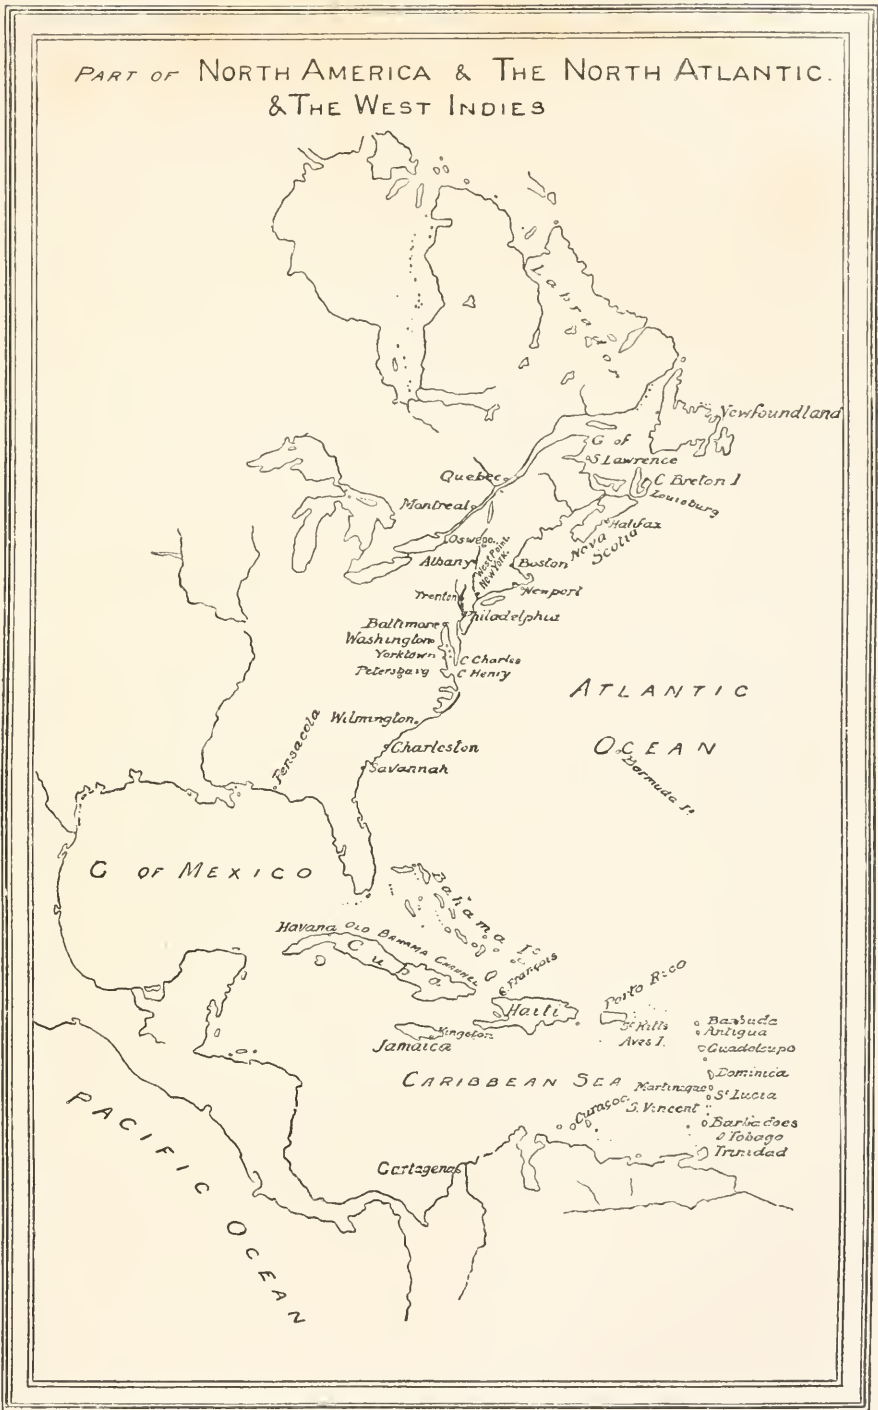 PART OF NORTH AMERICA & THE NORTH ATLANTIC.
& THE WEST INDIES
Labrador
Newfoundland
G of
S Lawrence
Quebec
C Breton I
Louisburg
Montreal
Halifax
Nova
Scotia
Oswego
Albany
West Point
New York.
Boston
Newport
Trenton
Philadelphia
Baltimore
Washington
Yorktown
C Charles
Petersburg
C Henry
ATLANTIC
OCEAN
Wilmington
Pensacola
Charleston
Savannah
Bermuda Is
G OF MEXICO
Bahama Is
Havana
OLD BAHAMA CHANNEL
Cuba
C. François
Haiti
Porto Rico
St Kitts
Aves I.
Barbuda
Antigua
Guadeloupe
Kingston
Jamaica
Dominica
CARIBBEAN SEA
Martinique
St Lucia
S. Vincent
Curaçoc
Barbadoes
Tobago
Trinidad
Cartagena
PACIFIC OCEAN